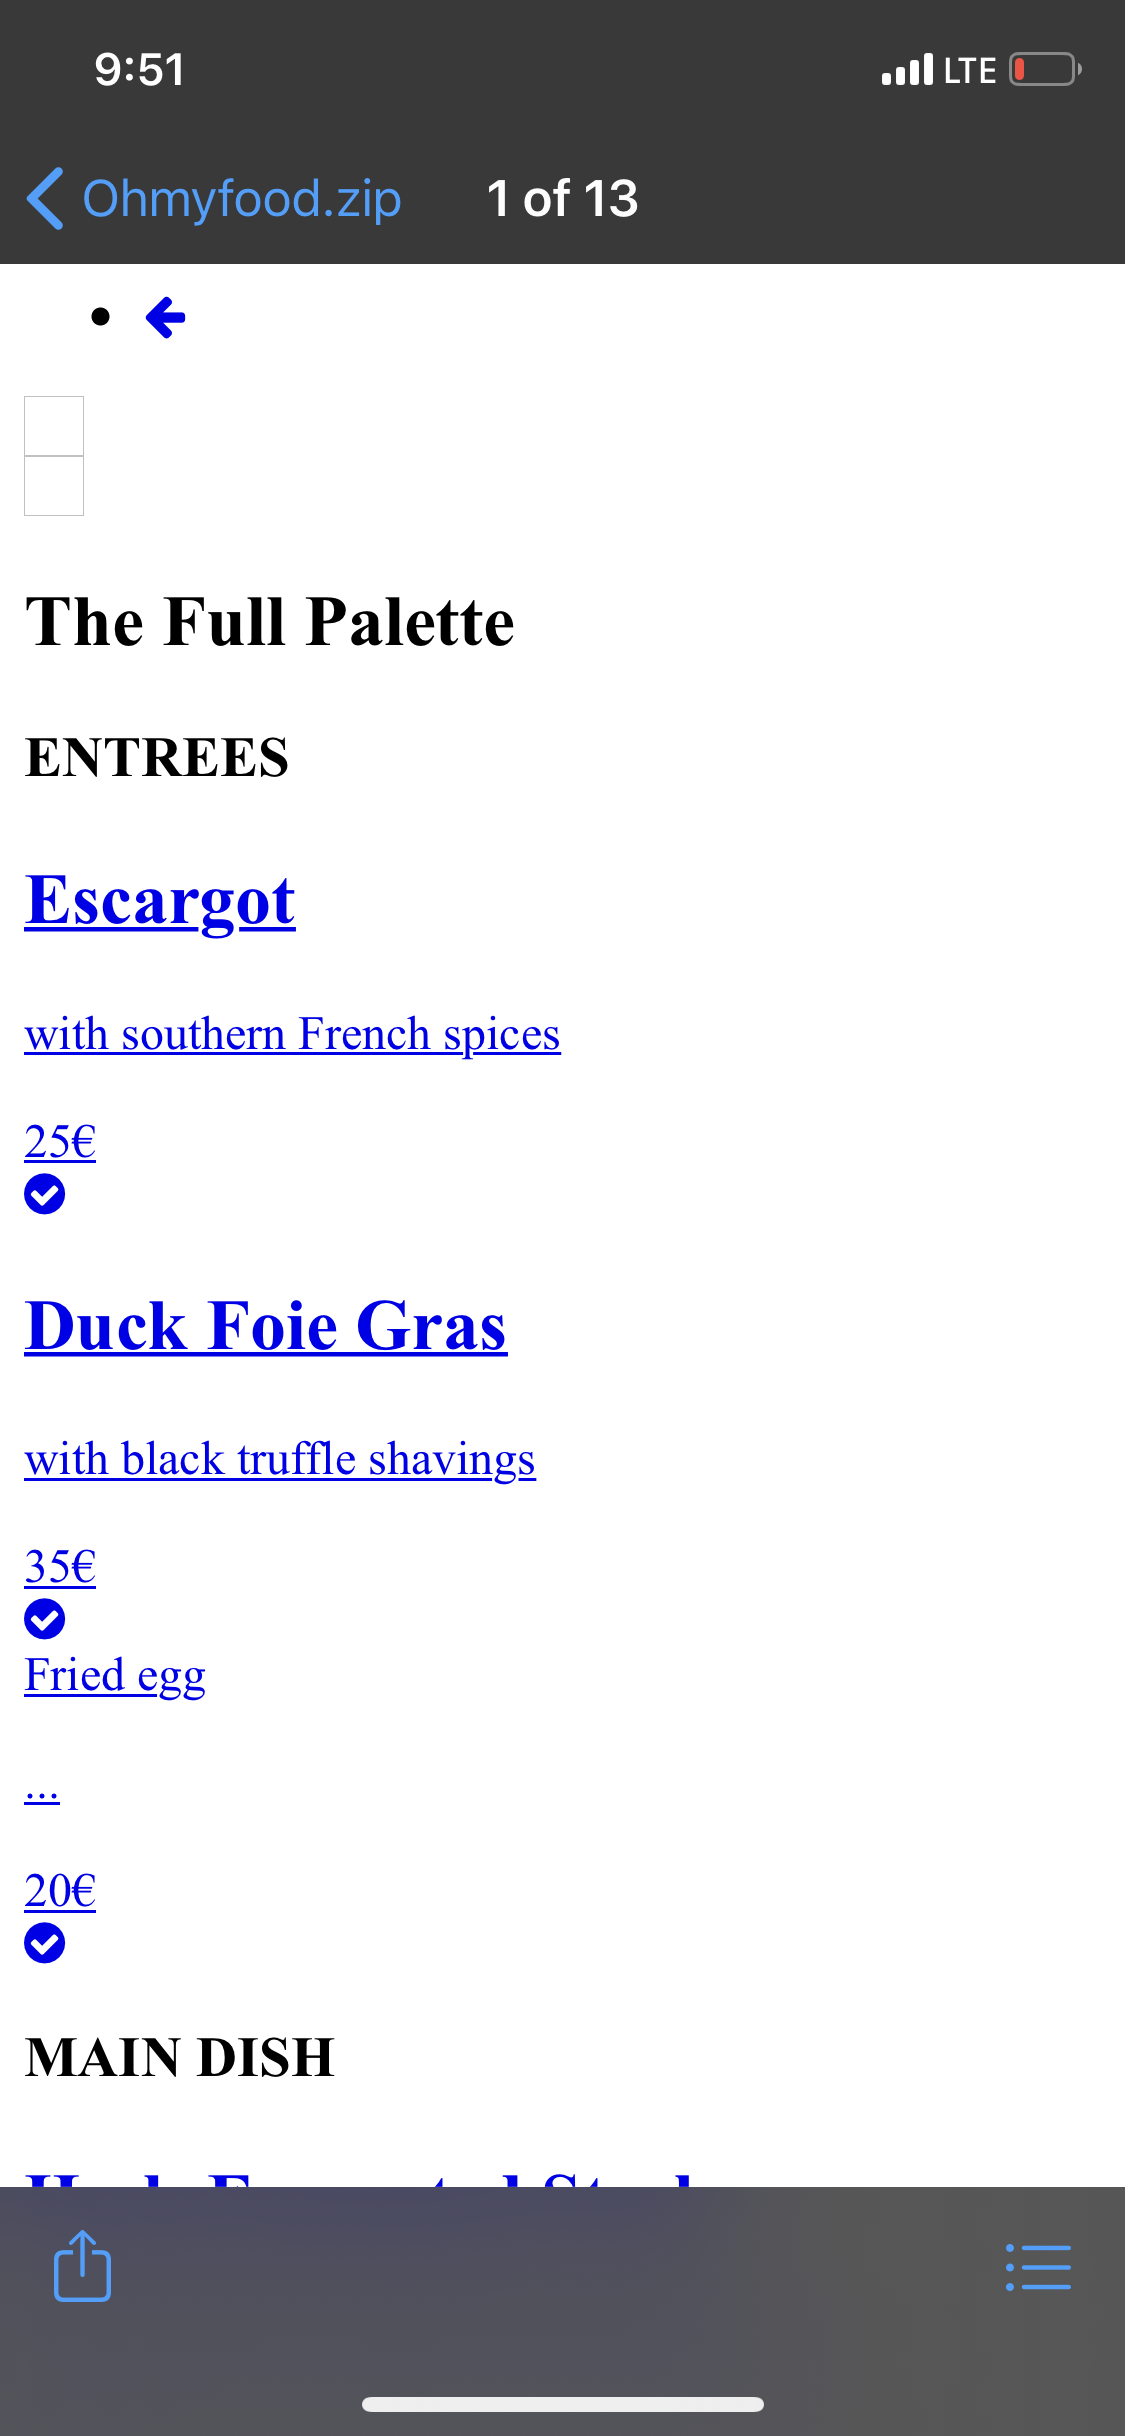 9:51
LTE
Ohmyfood.zip
1 of 13
The Full Palette
ENTREES
Escargot
with southern French spices
25€
Duck Foie Gras
with black truffle shavings
35€
Fried egg
...
20€
MAIN DISH